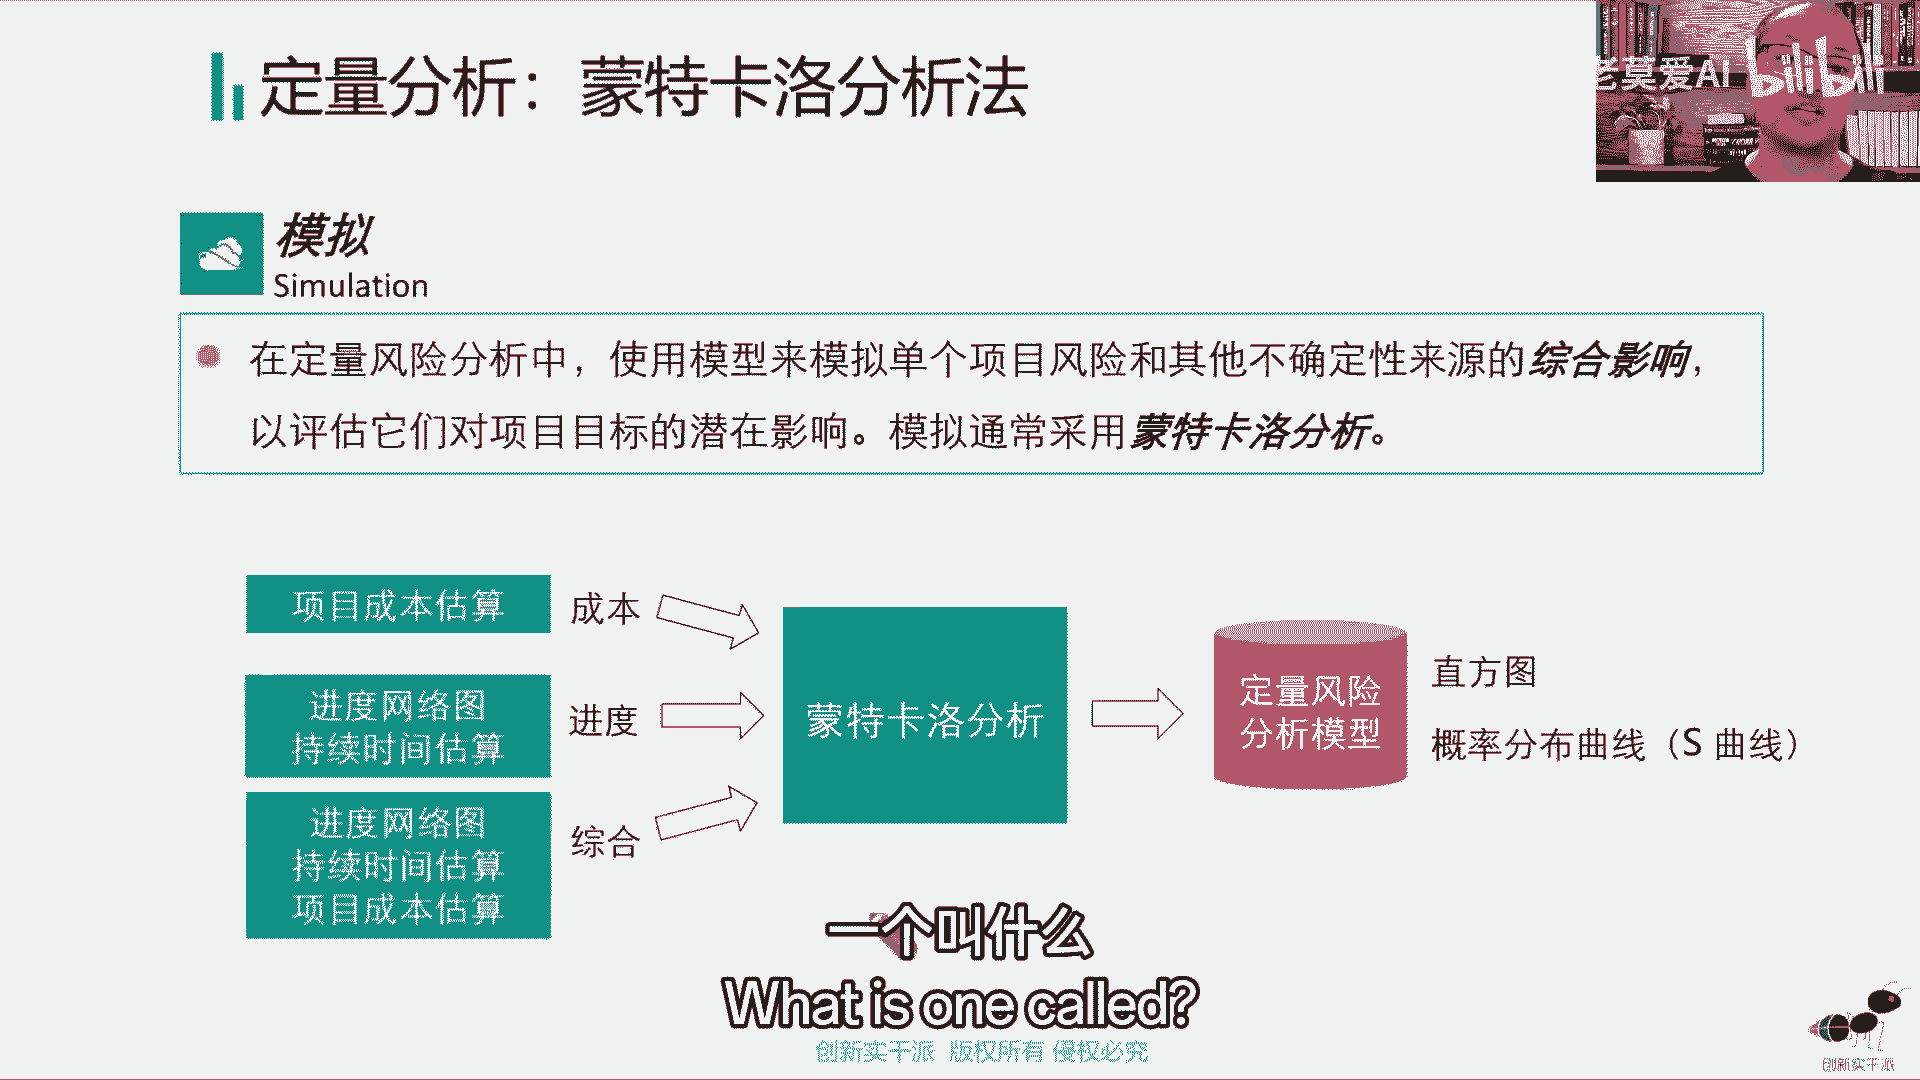 定量分析：蒙特卡洛分析法
老莫爱AI bilibili
模拟
Simulation
在定量风险分析中，使用模型来模拟单个项目风险和其他不确定性来源的综合影响，
以评估它们对项目目标的潜在影响。模拟通常采用蒙特卡洛分析。
项目成本估算
成本
进度网络图
持续时间估算
进度
进度网络图
持续时间估算
项目成本估算
综合
蒙特卡洛分析
定量风险
分析模型
直方图
概率分布曲线（S 曲线）
一个叫什么
What is one called?
创新实干派 版权所有 侵权必究
创新实干派